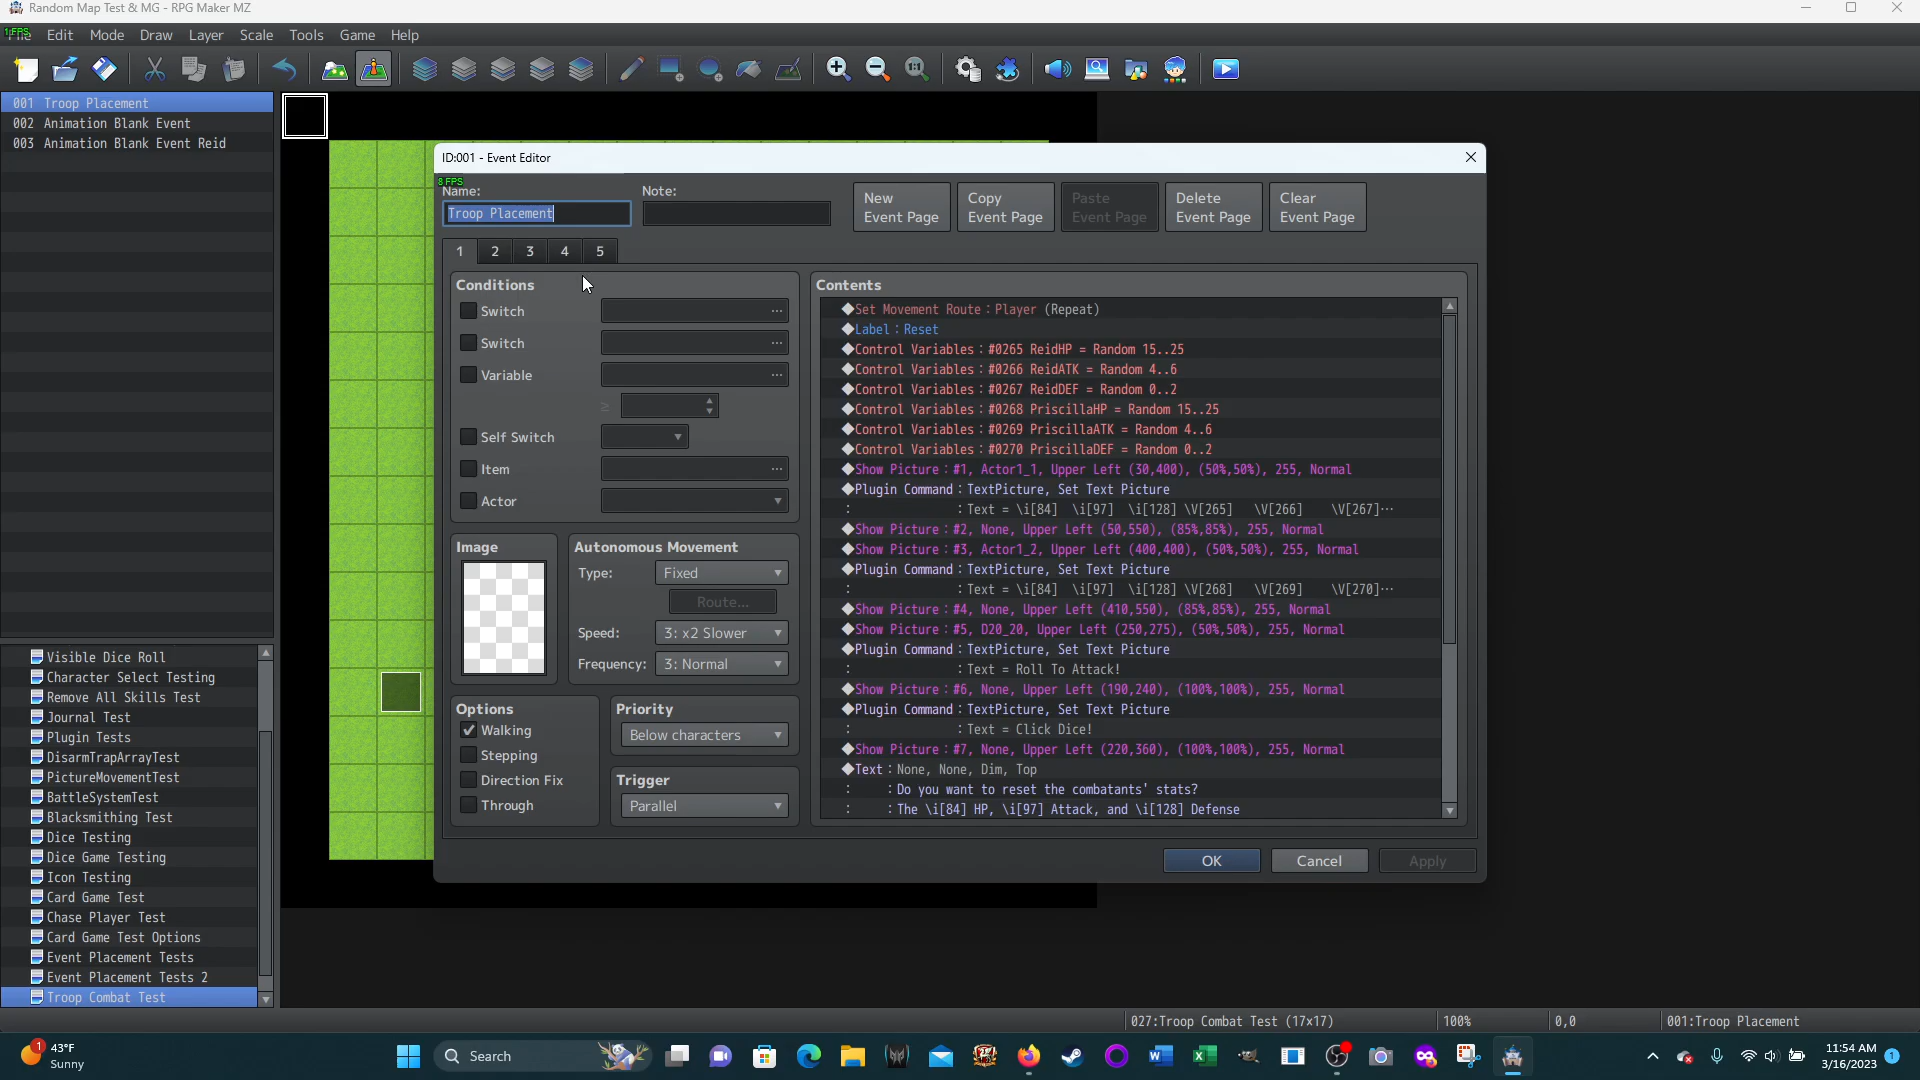 Random Map Test & MG - RPG Maker MZ
File Edit Mode Draw Layer Scale Tools Game Help
001 Troop Placement
002 Animation Blank Event
003 Animation Blank Event Reid
ID:001 - Event Editor
8 FPS
Name:
Troop Placement
Note:
New Event Page
Copy Event Page
Paste Event Page
Delete Event Page
Clear Event Page
1 2 3 4 5
Conditions
Switch ...
Switch ...
Variable ...
≥
Self Switch
Item ...
Actor
Image
Autonomous Movement
Type: Fixed
Route...
Speed: 3: x2 Slower
Frequency: 3: Normal
Options
Walking
Stepping
Direction Fix
Through
Priority
Below characters
Trigger
Parallel
Contents
◆Set Movement Route : Player (Repeat)
◆Label : Reset
◆Control Variables : #0265 ReidHP = Random 15..25
◆Control Variables : #0266 ReidATK = Random 4..6
◆Control Variables : #0267 ReidDEF = Random 0..2
◆Control Variables : #0268 PriscillaHP = Random 15..25
◆Control Variables : #0269 PriscillaATK = Random 4..6
◆Control Variables : #0270 PriscillaDEF = Random 0..2
◆Show Picture : #1, Actor1_1, Upper Left (30,400), (50%,50%), 255, Normal
◆Plugin Command : TextPicture, Set Text Picture
: : Text = \i[84] \i[97] \i[128] \V[265] \V[266] \V[267]…
◆Show Picture : #2, None, Upper Left (50,550), (85%,85%), 255, Normal
◆Show Picture : #3, Actor1_2, Upper Left (400,400), (50%,50%), 255, Normal
◆Plugin Command : TextPicture, Set Text Picture
: : Text = \i[84] \i[97] \i[128] \V[268] \V[269] \V[270]…
◆Show Picture : #4, None, Upper Left (410,550), (85%,85%), 255, Normal
◆Show Picture : #5, D20_20, Upper Left (250,275), (50%,50%), 255, Normal
◆Plugin Command : TextPicture, Set Text Picture
: : Text = Roll To Attack!
◆Show Picture : #6, None, Upper Left (190,240), (100%,100%), 255, Normal
◆Plugin Command : TextPicture, Set Text Picture
: : Text = Click Dice!
◆Show Picture : #7, None, Upper Left (220,360), (100%,100%), 255, Normal
◆Text : None, None, Dim, Top
: : Do you want to reset the combatants' stats?
: : The \i[84] HP, \i[97] Attack, and \i[128] Defense
OK Cancel Apply
Visible Dice Roll
Character Select Testing
Remove All Skills Test
Journal Test
Plugin Tests
DisarmTrapArrayTest
PictureMovementTest
BattleSystemTest
Blacksmithing Test
Dice Testing
Dice Game Testing
Icon Testing
Card Game Test
Chase Player Test
Card Game Test Options
Event Placement Tests
Event Placement Tests 2
Troop Combat Test
027:Troop Combat Test (17x17) 100% 0,0 001:Troop Placement
1
43°F
Sunny
Search
11:54 AM
3/16/2023
1
1:1